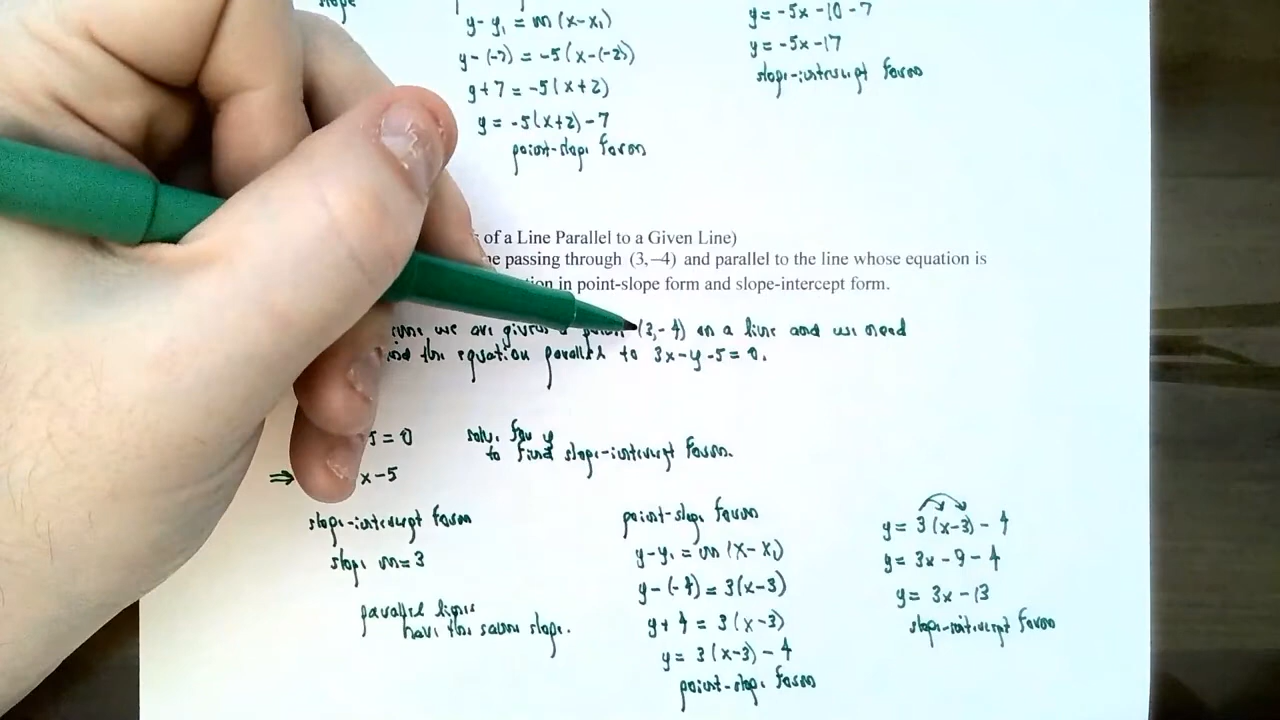 slope
y - y₁ = m (x - x₁)
y - (-7) = -5 (x - (-2))
y + 7 = -5 (x + 2)
y = -5 (x + 2) - 7
point-slope form
y = -5x - 10 - 7
y = -5x - 17
slope-intercept form
of a Line Parallel to a Given Line)
passing through (3,−4) and parallel to the line whose equation is
in point-slope form and slope-intercept form.
we are given a point (3, -4) on a line and we need
the equation parallel to 3x - y - 5 = 0.
5 = 0
solve for y
to find slope-intercept form.
⇒ x - 5
slope-intercept form
slope m = 3
parallel lines
have the same slope.
point-slope form
y - y₁ = m (x - x₁)
y - (-4) = 3(x - 3)
y + 4 = 3 (x - 3)
y = 3 (x - 3) - 4
point-slope form
y = 3 (x - 3) - 4
y = 3x - 9 - 4
y = 3x - 13
slope-intercept form